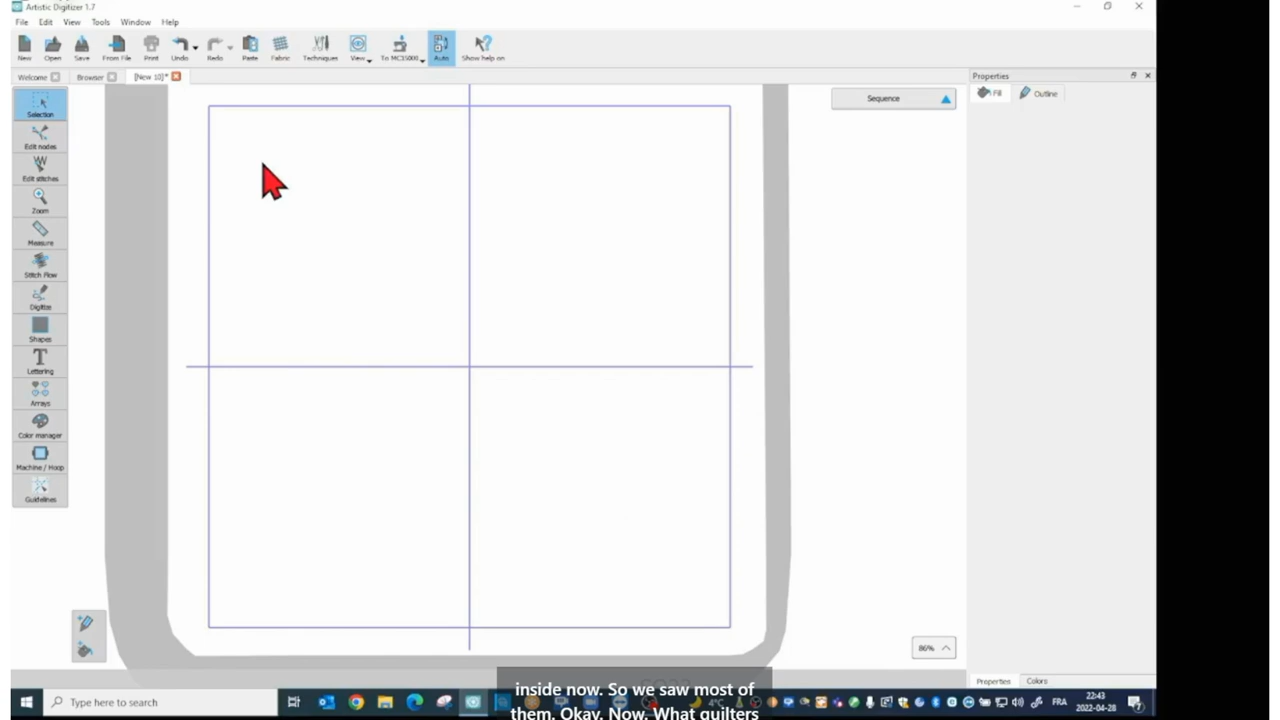 Artistic Digitizer 1.7
File Edit View Tools Window Help
New Open Save From File Print Undo Redo Paste Fabric Techniques View To MC15000 Auto Show help on
Welcome Browser [New 10]*
Properties
Fill Outline
Sequence
Selection
Edit nodes
Edit stitches
Zoom
Measure
Stitch Flow
Digitize
Shapes
Lettering
Arrays
Color manager
Machine / Hoop
Guidelines
86%
Properties Colors
inside now. So we saw most of
them. Okay. Now. What quilters
Type here to search
4°C
FRA
22:43
2022-04-28